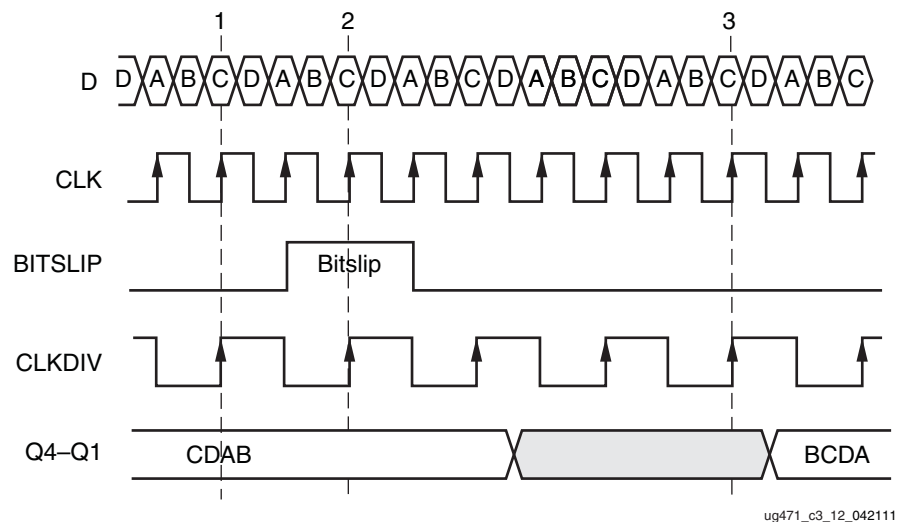 1 2 3
D D A B C D A B C D A B C D A B C D A B C D A B C
CLK
BITSLIP Bitslip
CLKDIV
Q4–Q1 CDAB BCDA
ug471_c3_12_042111